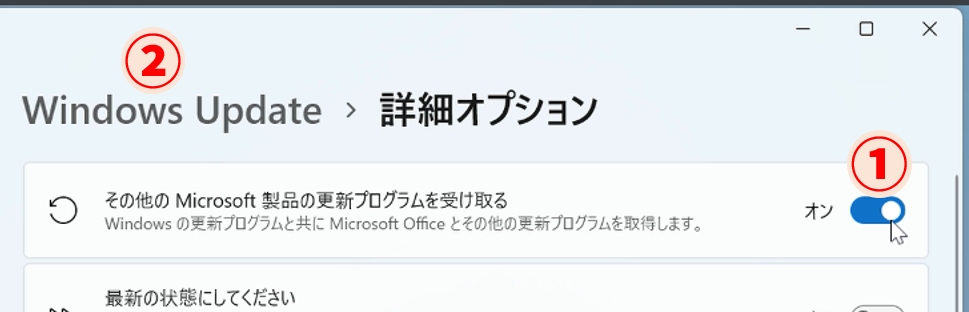 ②
Windows Update › 詳細オプション
①
その他の Microsoft 製品の更新プログラムを受け取る
オン
Windows の更新プログラムと共に Microsoft Office とその他の更新プログラムを取得します。
最新の状態にしてください